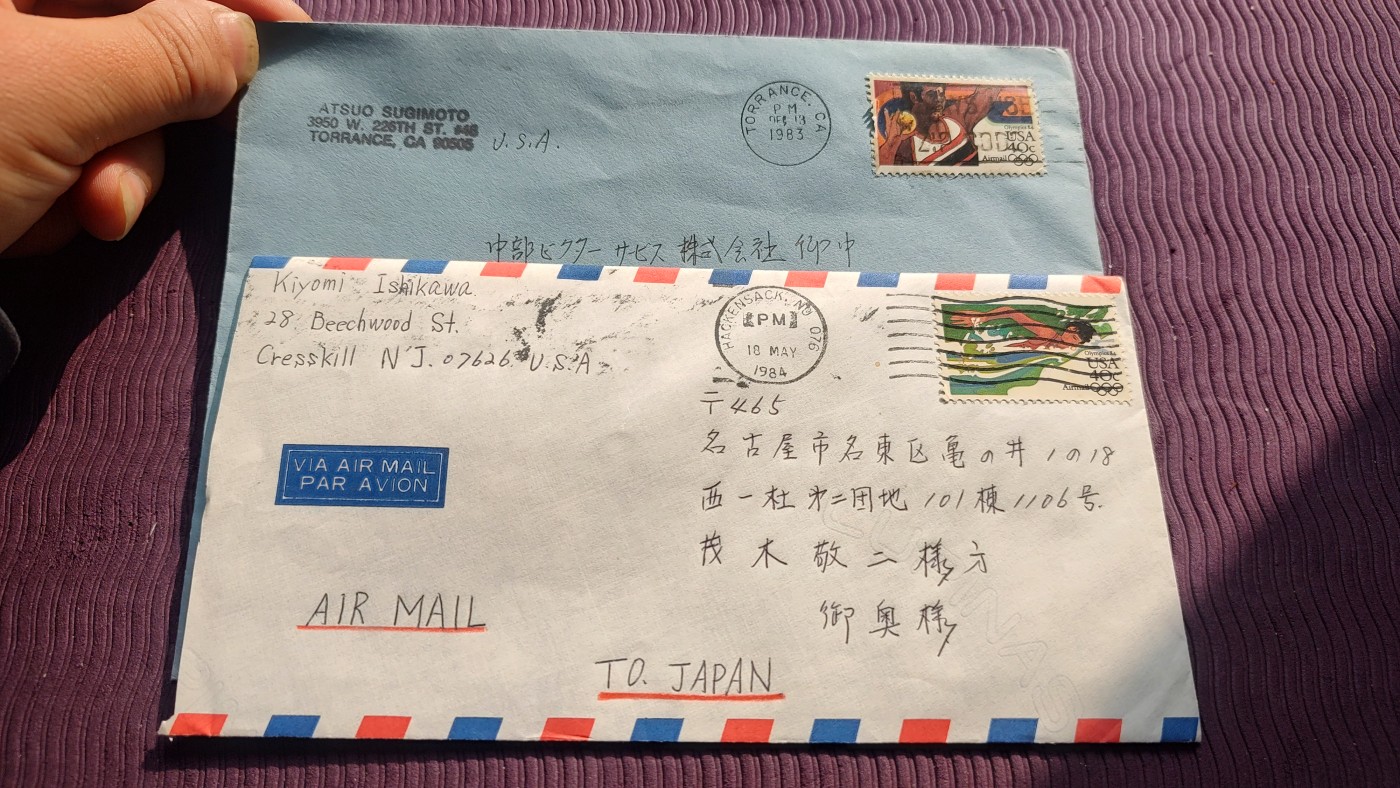 ATSUO SUGIMOTO
3950 W. 226TH ST. #48
TORRANCE, CA 90505
U.S.A.
TORRANCE, CA
PM
DEC 13
1983
Olympics 84
USA
40c
Airmail
中部ビクターサービス 株式会社 御中
Kiyomi Ishikawa
28 Beechwood St.
Cresskill N'J. 07626 U.S.A
HACKENSACK, NJ 076
PM
18 MAY
1984
Olympics 84
USA
40c
Airmail
〒465
名古屋市名東区亀の井1の18
西一社第二団地101棟1106号.
茂木敬二様方
御奥様
VIA AIR MAIL
PAR AVION
AIR MAIL
TO. JAPAN